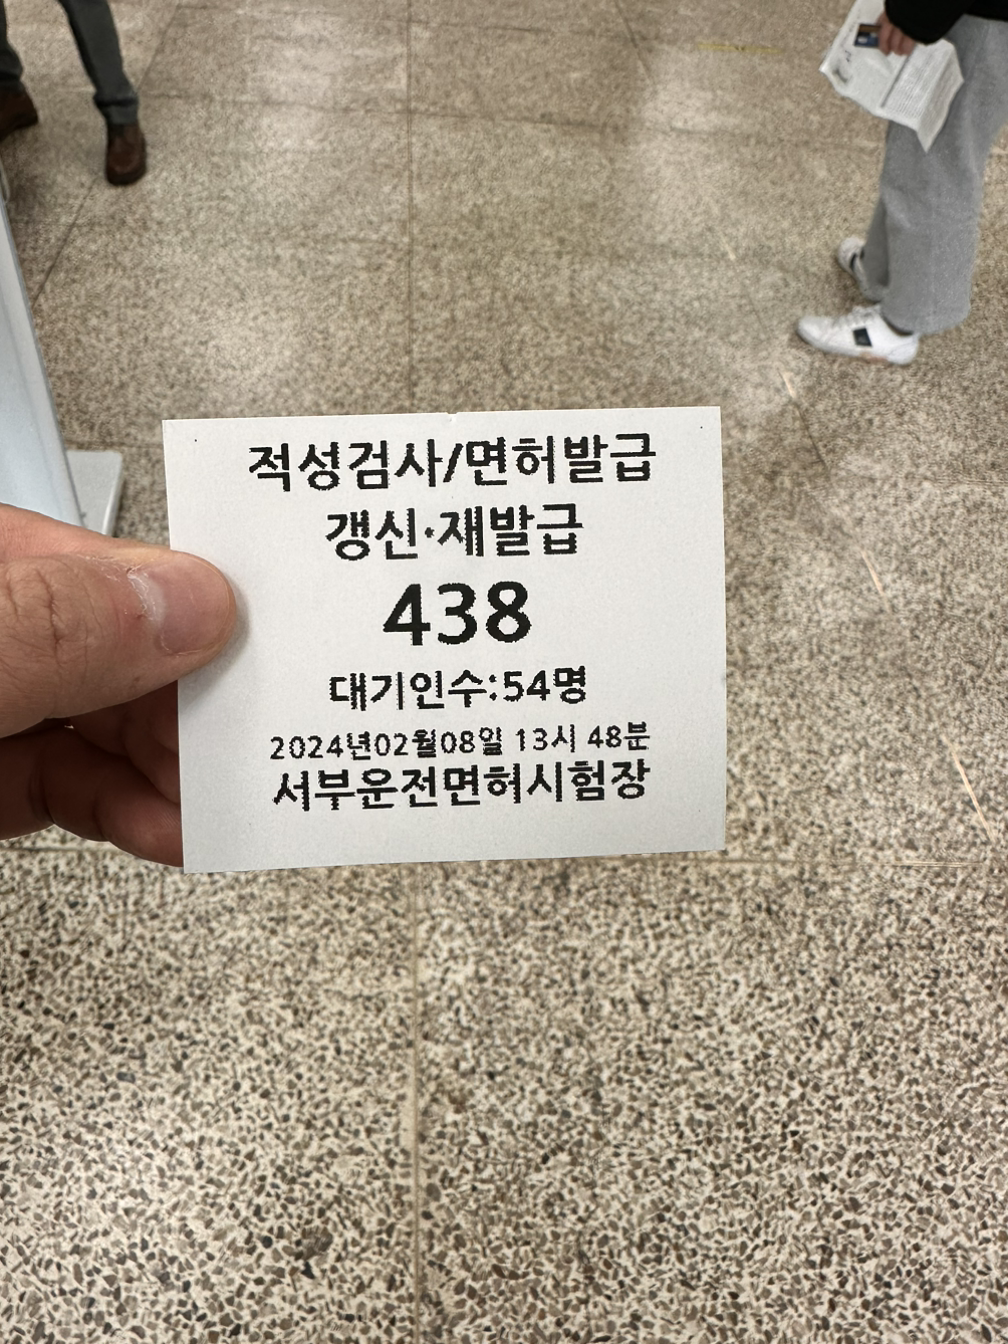 적성검사/면허발급
갱신·재발급
438
대기인수:54명
2024년02월08일 13시 48분
서부운전면허시험장